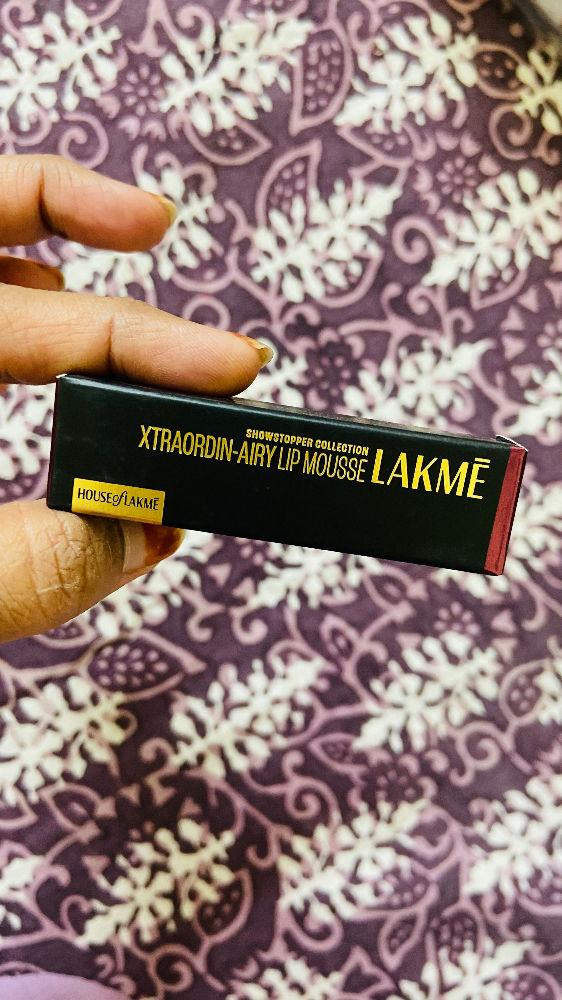 SHOWSTOPPER COLLECTION
XTRAORDIN-AIRY LIP MOUSSE LAKMĒ
HOUSE of LAKMĒ